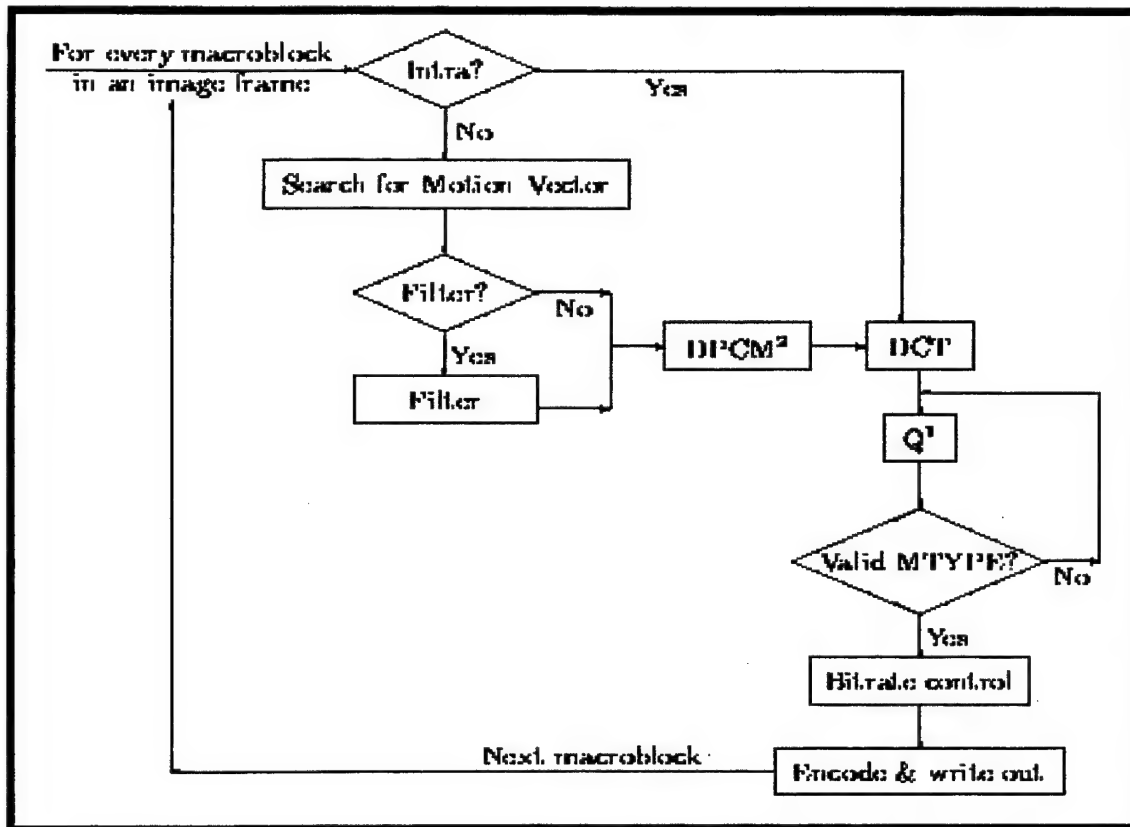 For every macroblock
in an image frame
Intra?
Yes
No
Search for Motion Vector
Filter?
No
Yes
Filter
DPCM²
DCT
Q¹
Valid MTYPE?
No
Yes
Bitrate control
Next macroblock
Encode & write out